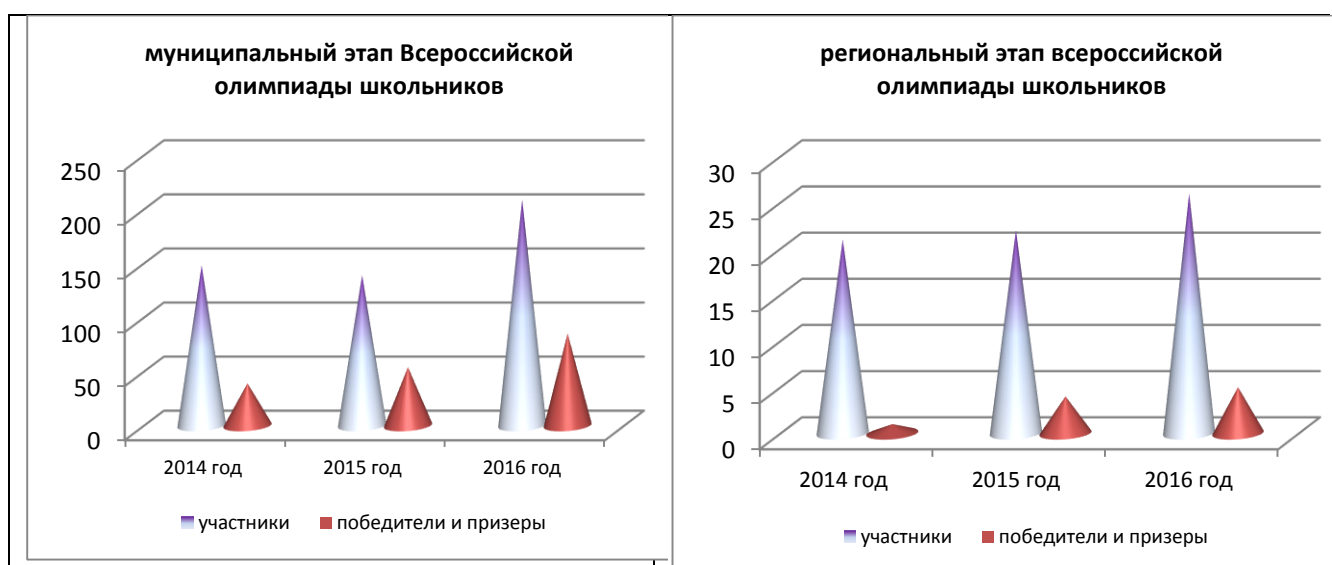 муниципальный этап Всероссийской
олимпиады школьников
250
200
150
100
50
0
2014 год 2015 год 2016 год
участники победители и призеры
региональный этап всероссийской
олимпиады школьников
30
25
20
15
10
5
0
2014 год 2015 год 2016 год
участники победители и призеры